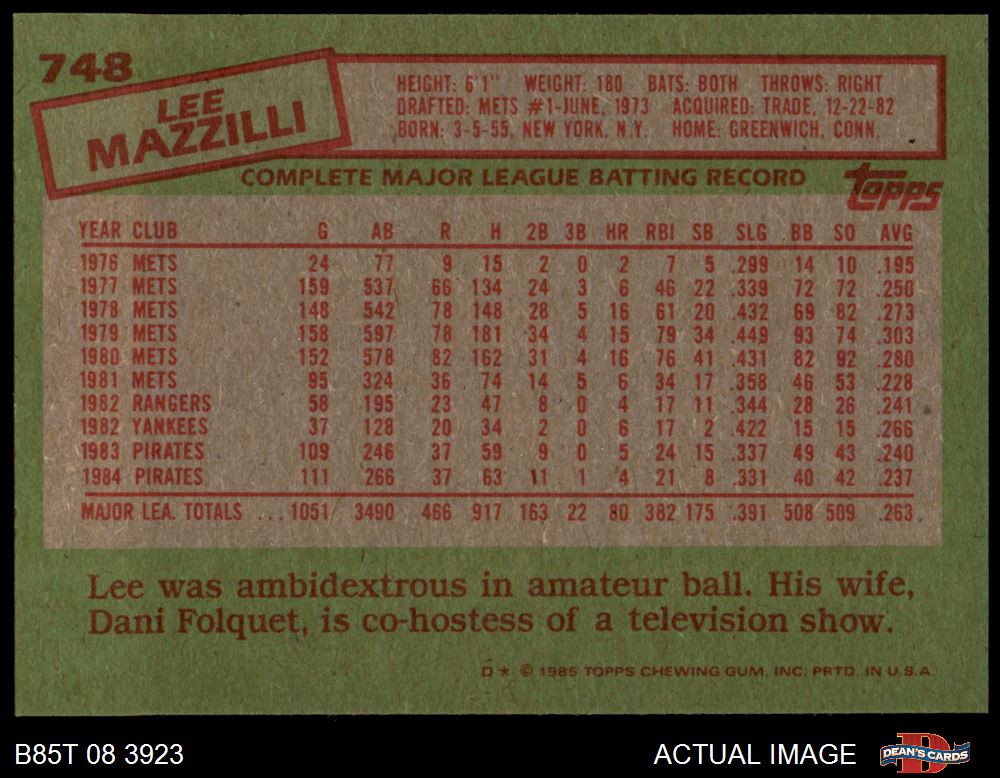 748
LEE
MAZZILLI
HEIGHT: 6'1" WEIGHT: 180 BATS: BOTH THROWS: RIGHT
DRAFTED: METS #1-JUNE, 1973 ACQUIRED: TRADE, 12-22-82
BORN: 3-5-55, NEW YORK, N.Y. HOME: GREENWICH, CONN.
COMPLETE MAJOR LEAGUE BATTING RECORD
topps
YEAR CLUB G AB R H 2B 3B HR RBI SB SLG BB SO AVG
1976 METS 24 77 9 15 2 0 2 7 5 .299 14 10 .195
1977 METS 159 537 66 134 24 3 6 46 22 .339 72 72 .250
1978 METS 148 542 78 148 28 5 16 61 20 .432 69 82 .273
1979 METS 158 597 78 181 34 4 15 79 34 .449 93 74 .303
1980 METS 152 578 82 162 31 4 16 76 41 .431 82 92 .280
1981 METS 95 324 36 74 14 5 6 34 17 .358 46 53 .228
1982 RANGERS 58 195 23 47 8 0 4 17 11 .344 28 26 .241
1982 YANKEES 37 128 20 34 2 0 6 17 2 .422 15 15 .266
1983 PIRATES 109 246 37 59 9 0 5 24 15 .337 49 43 .240
1984 PIRATES 111 266 37 63 11 1 4 21 8 .331 40 42 .237
MAJOR LEA. TOTALS ... 1051 3490 466 917 163 22 80 382 175 .391 508 509 .263
Lee was ambidextrous in amateur ball. His wife,
Dani Folquet, is co-hostess of a television show.
D* © 1985 TOPPS CHEWING GUM, INC. PRTD. IN U.S.A.
B85T 08 3923
ACTUAL IMAGE
D
DEAN'S CARDS